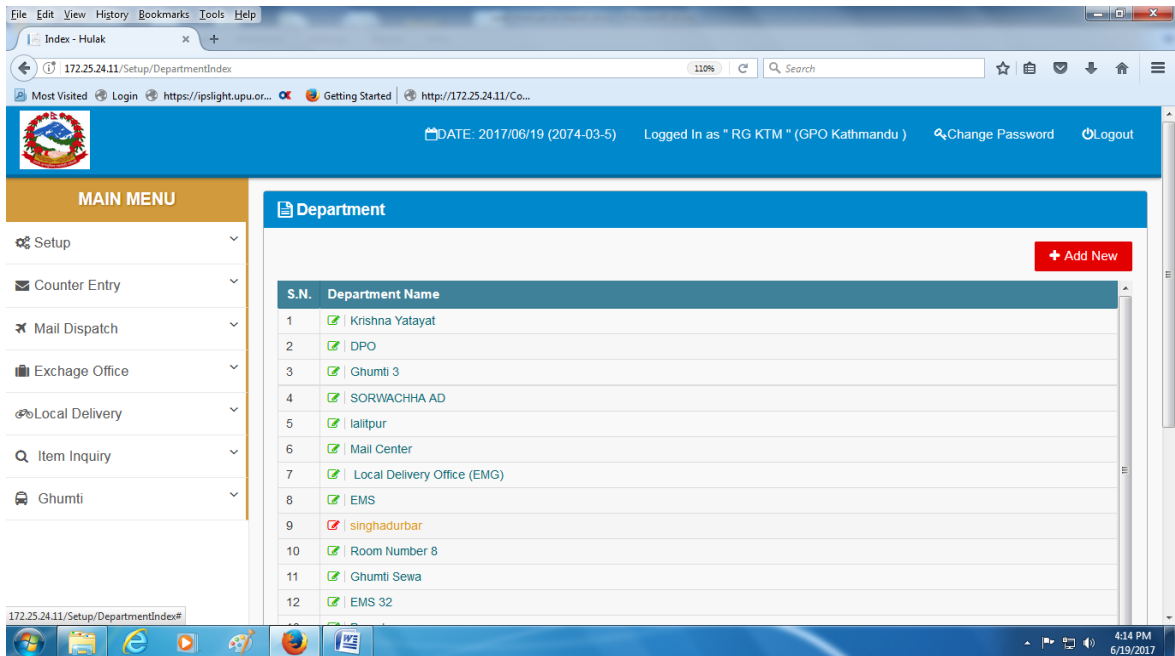 File Edit View History Bookmarks Tools Help
Index - Hulak × +
172.25.24.11/Setup/DepartmentIndex 110% Search
Most Visited Login https://ipslight.upu.or... Getting Started http://172.25.24.11/Co...
DATE: 2017/06/19 (2074-03-5) Logged In as " RG KTM " (GPO Kathmandu ) Change Password Logout
MAIN MENU
Setup
Counter Entry
Mail Dispatch
Exchage Office
Local Delivery
Item Inquiry
Ghumti
Department
+ Add New
S.N. Department Name
1 Krishna Yatayat
2 DPO
3 Ghumti 3
4 SORWACHHA AD
5 lalitpur
6 Mail Center
7 Local Delivery Office (EMG)
8 EMS
9 singhadurbar
10 Room Number 8
11 Ghumti Sewa
12 EMS 32
172.25.24.11/Setup/DepartmentIndex#
4:14 PM
6/19/2017